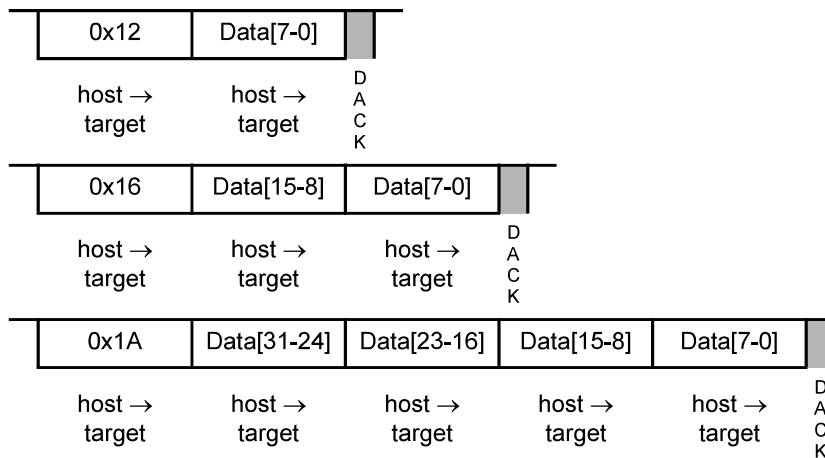 0x12 Data[7-0]
host → host →
target target
D
A
C
K
0x16 Data[15-8] Data[7-0]
host → host → host →
target target target
D
A
C
K
0x1A Data[31-24] Data[23-16] Data[15-8] Data[7-0]
host → host → host → host → host →
target target target target target
D
A
C
K